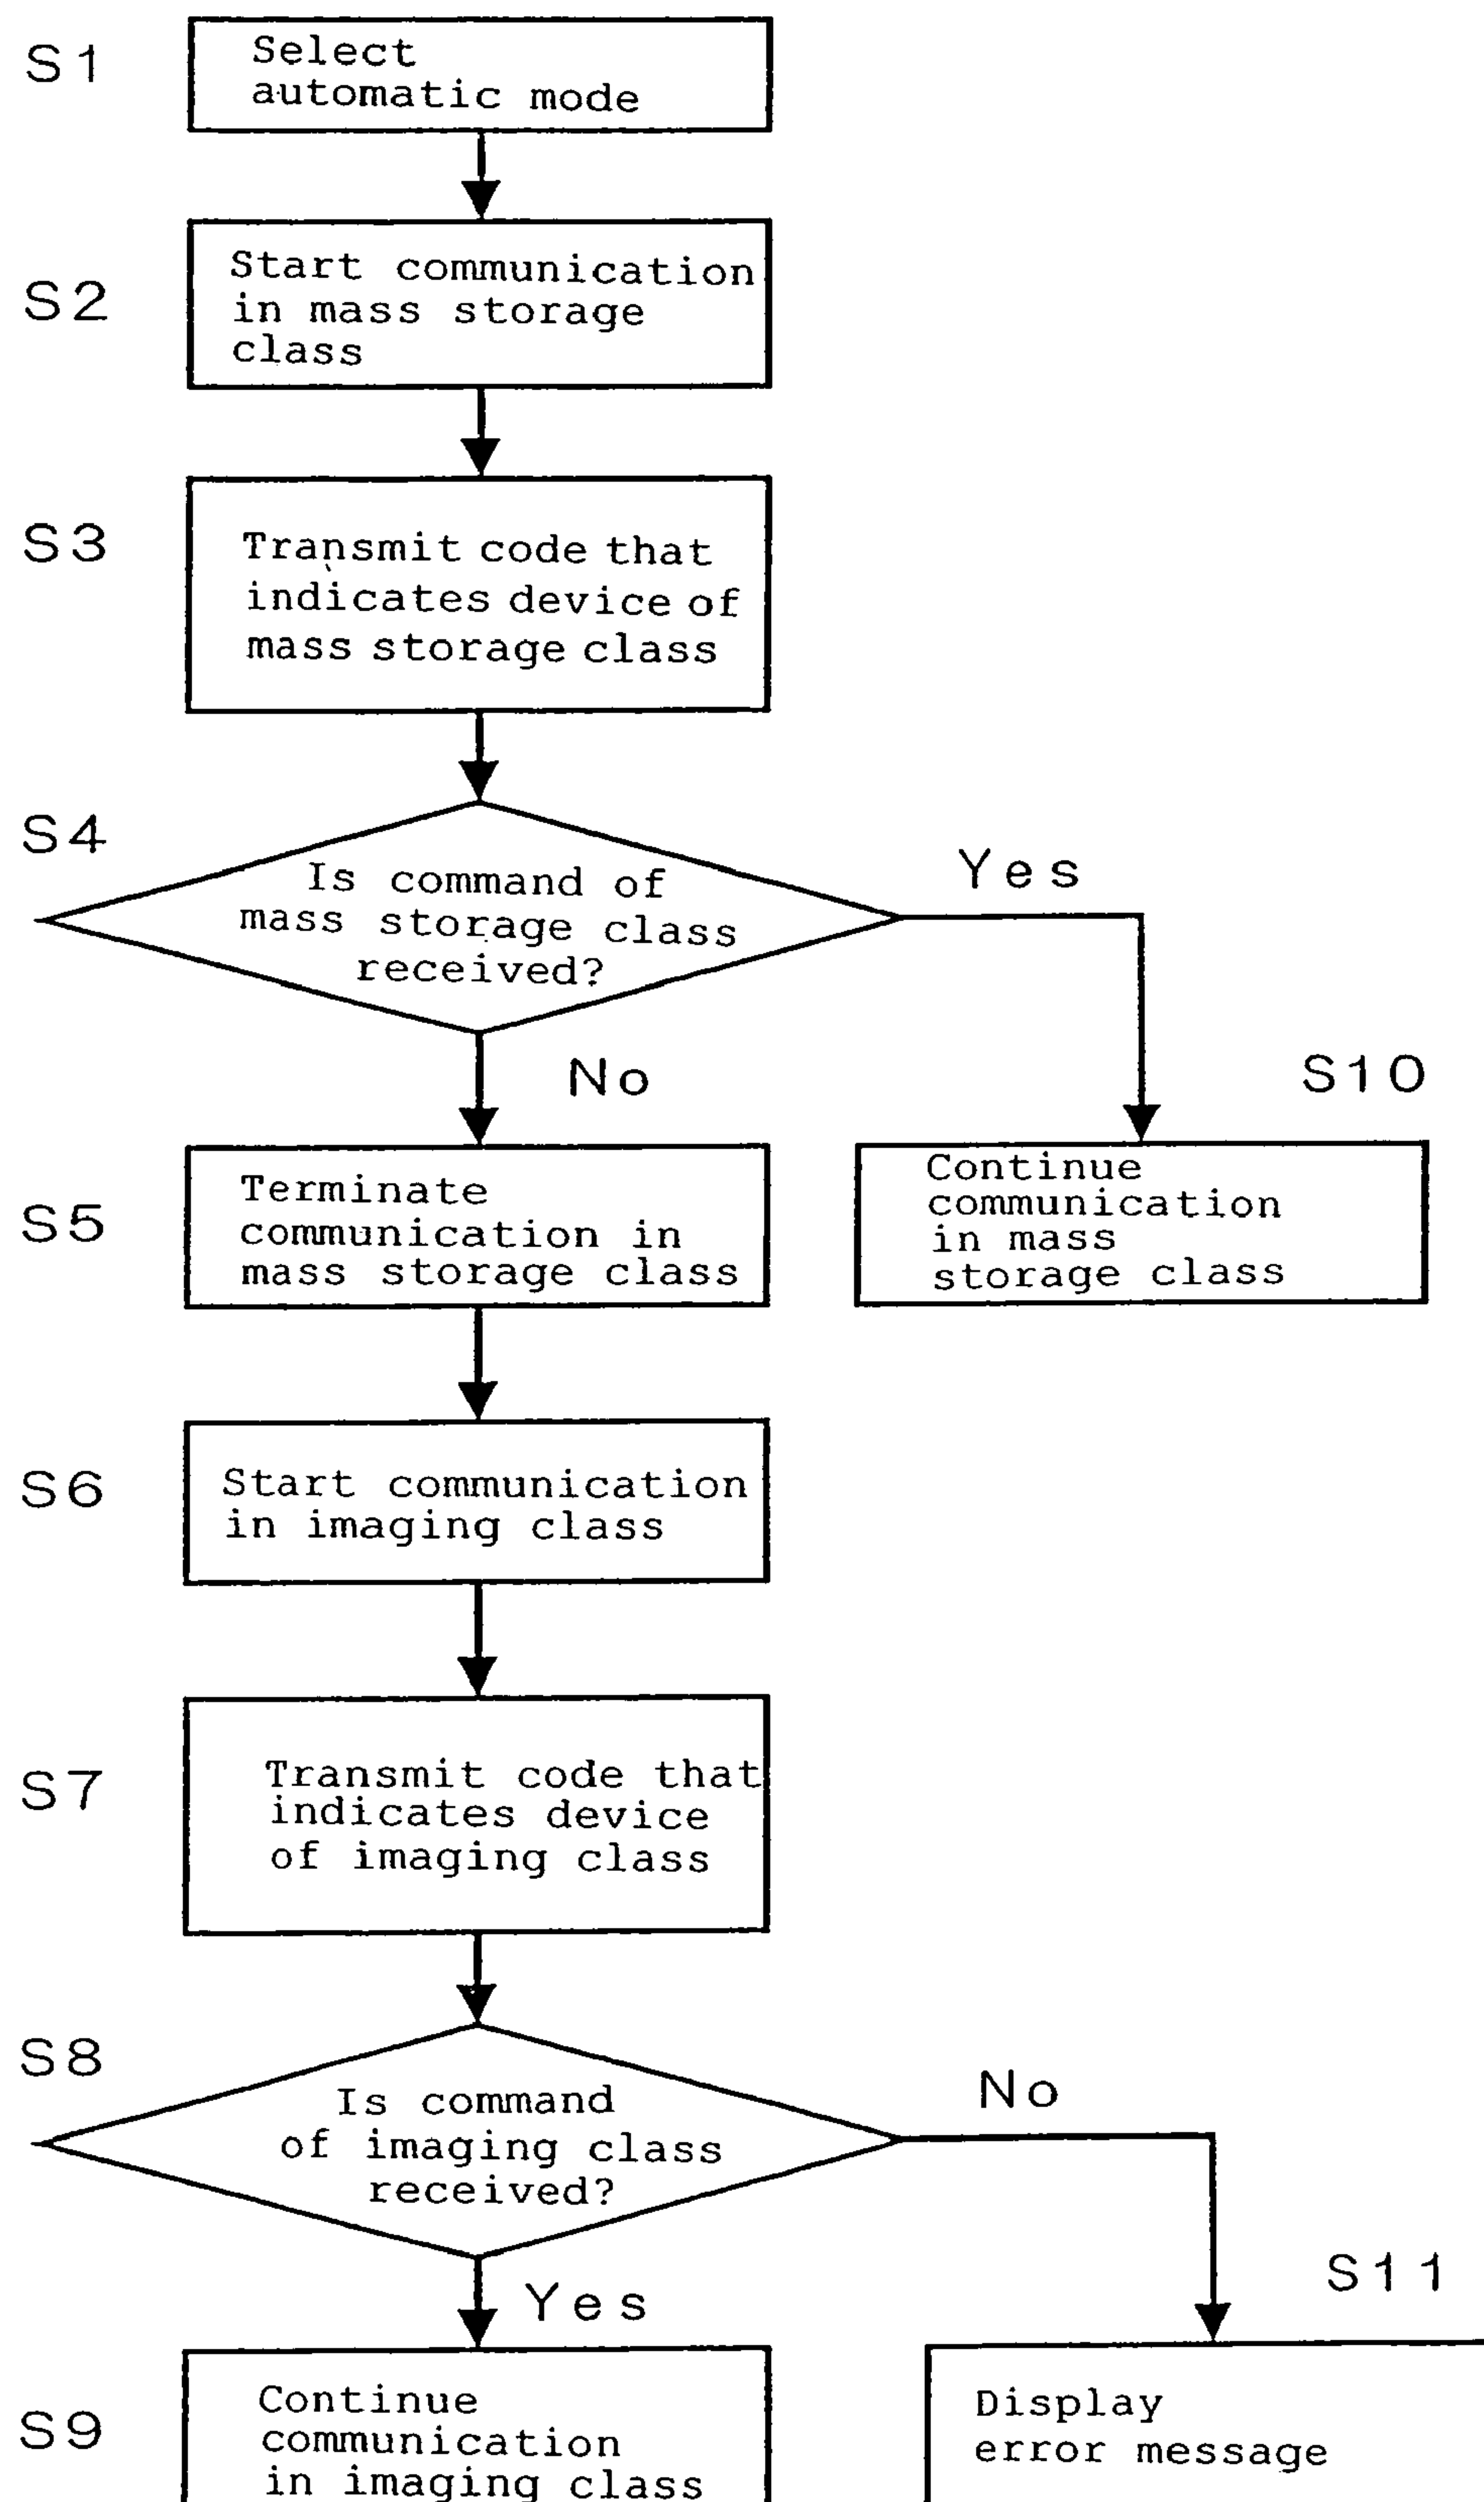 S1
Select
automatic mode
S2
Start communication
in mass storage
class
S3
Transmit code that
indicates device of
mass storage class
S4
Is command of
mass storage class
received?
Yes
No
S10
S5
Terminate
communication in
mass storage class
Continue
communication
in mass
storage class
S6
Start communication
in imaging class
S7
Transmit code that
indicates device
of imaging class
S8
Is command
of imaging class
received?
No
Yes
S11
S9
Continue
communication
in imaging class
Display
error message